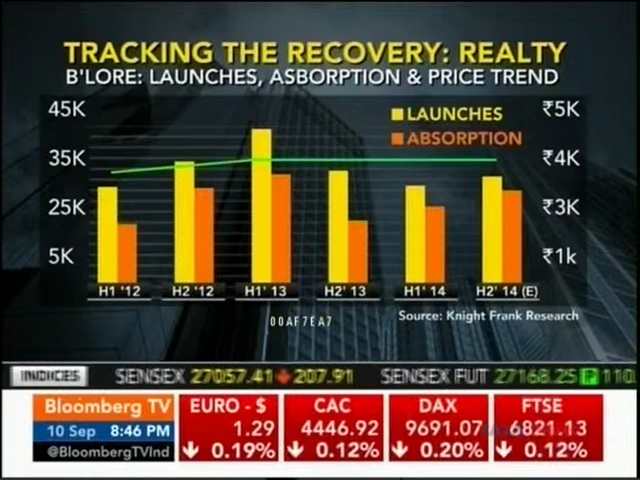 TRACKING THE RECOVERY: REALTY
B'LORE: LAUNCHES, ASBORPTION & PRICE TREND
45K
35K
25K
5K
LAUNCHES
ABSORPTION
₹5K
₹4K
₹3K
₹1k
H1 '12 H2 '12 H1' 13 H2' 13 H1' 14 H2' 14 (E)
00AF7EA7
Source: Knight Frank Research
INDICES SENSEX 27057.41 207.91 SENSEX FUT 27168.25 P 110
Bloomberg TV
10 Sep 8:46 PM
@BloombergTVInd
EURO - $
1.29
0.19%
CAC
4446.92
0.12%
DAX
9691.07
0.20%
FTSE
6821.13
0.12%